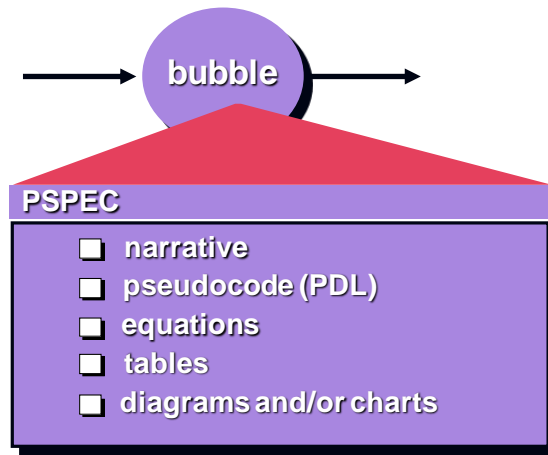 bubble
PSPEC
narrative
pseudocode (PDL)
equations
tables
diagrams and/or charts